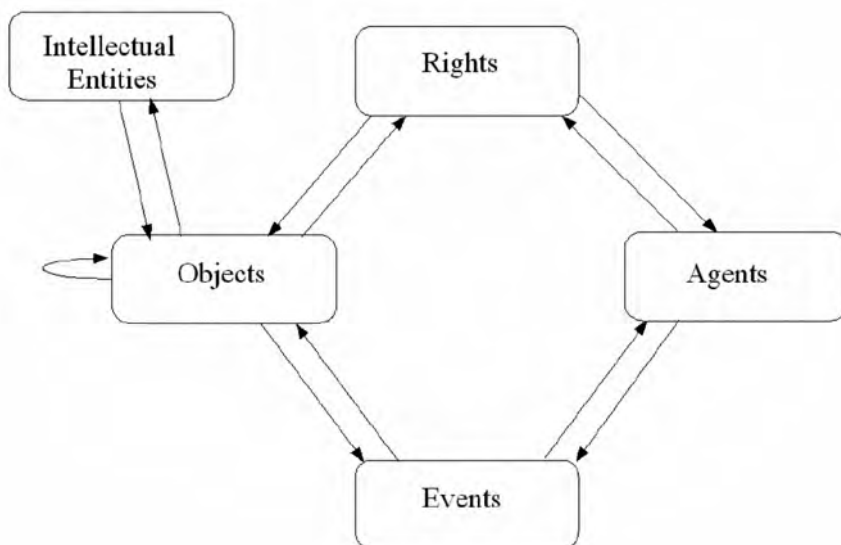 Intellectual
Entities
Rights
Objects
Agents
Events